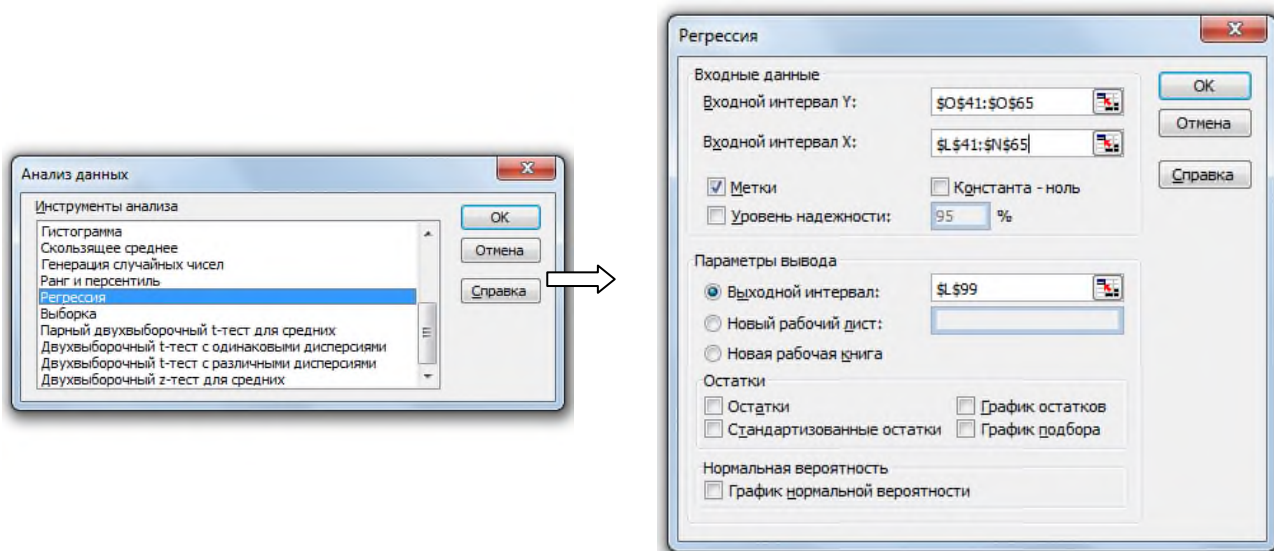 Анализ данных
Инструменты анализа
Гистограмма
Скользящее среднее
Генерация случайных чисел
Ранг и персентиль
Регрессия
Выборка
Парный двухвыборочный t-тест для средних
Двухвыборочный t-тест с одинаковыми дисперсиями
Двухвыборочный t-тест с различными дисперсиями
Двухвыборочный z-тест для средних
ОК
Отмена
Справка
Регрессия
Входные данные
Входной интервал Y: $O$41:$O$65
Входной интервал X: $L$41:$N$65
Метки Константа - ноль
Уровень надежности: 95 %
Параметры вывода
Выходной интервал: $L$99
Новый рабочий лист:
Новая рабочая книга
Остатки
Остатки График остатков
Стандартизованные остатки График подбора
Нормальная вероятность
График нормальной вероятности
ОК
Отмена
Справка